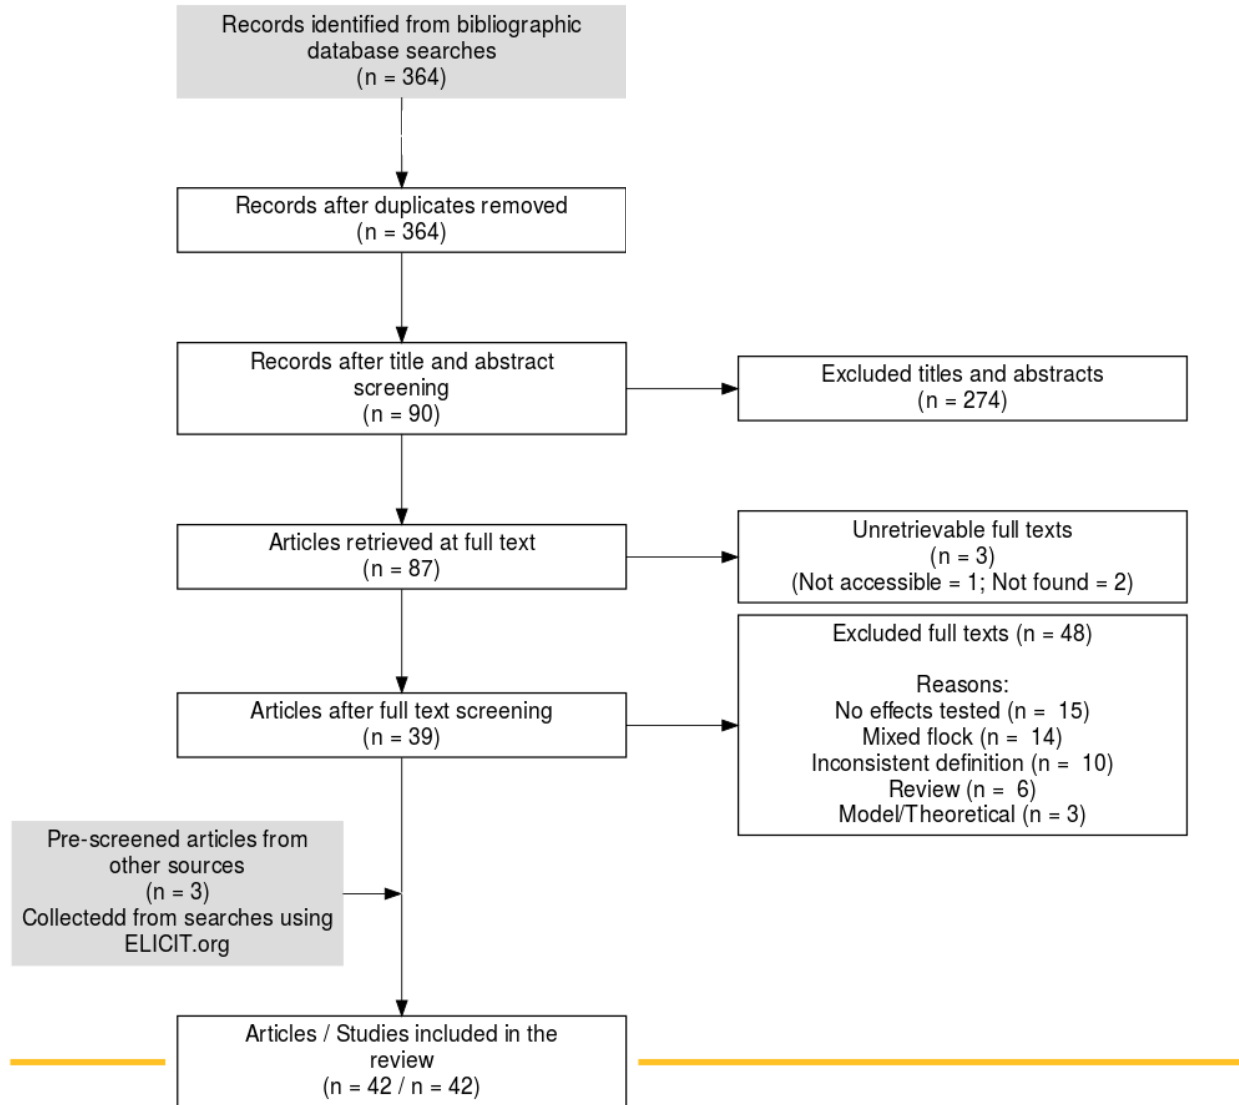 Records identified from bibliographic
database searches
(n = 364)
Records after duplicates removed
(n = 364)
Records after title and abstract
screening
(n = 90)
Excluded titles and abstracts
(n = 274)
Articles retrieved at full text
(n = 87)
Unretrievable full texts
(n = 3)
(Not accessible = 1; Not found = 2)
Articles after full text screening
(n = 39)
Excluded full texts (n = 48)
Reasons:
No effects tested (n = 15)
Mixed flock (n = 14)
Inconsistent definition (n = 10)
Review (n = 6)
Model/Theoretical (n = 3)
Pre-screened articles from
other sources
(n = 3)
Collectedd from searches using
ELICIT.org
Articles / Studies included in the
review
(n = 42 / n = 42)